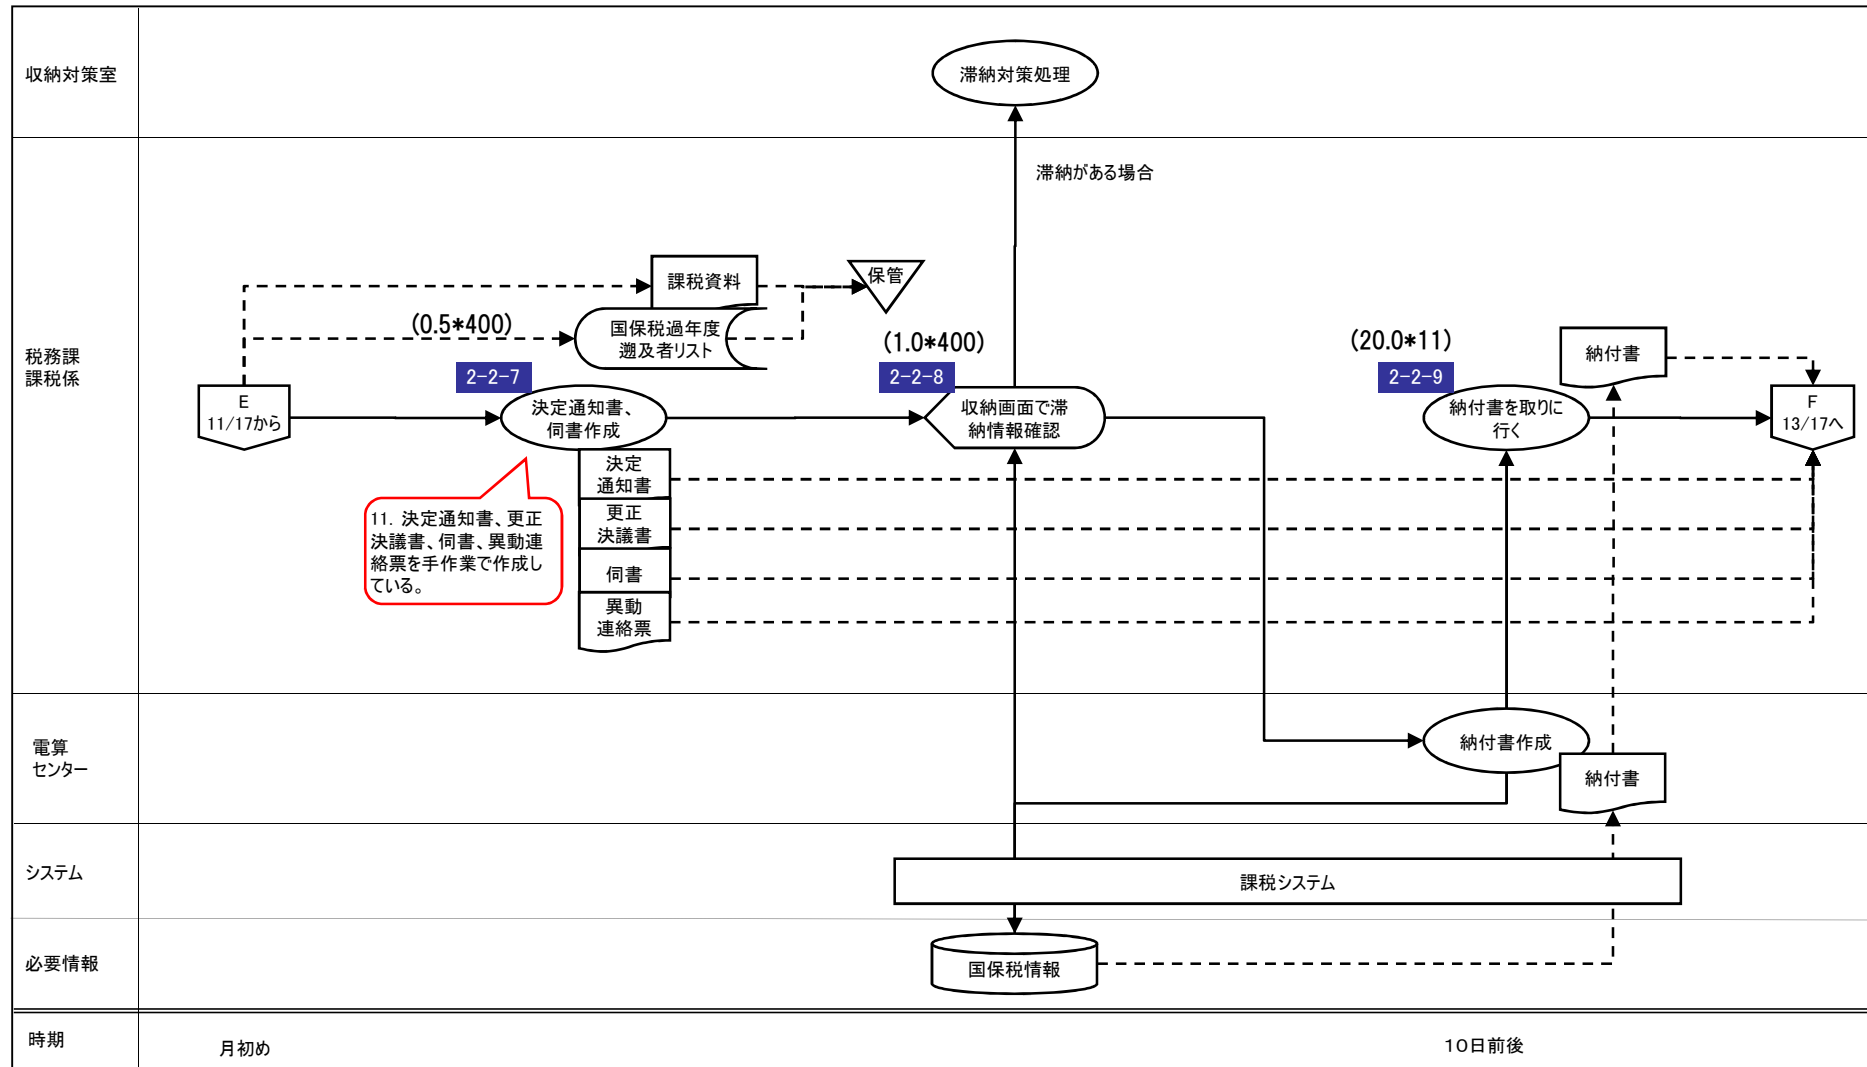 収納対策室
滞納対策処理
滞納がある場合
税務課
課税係
課税資料
保管
(0.5*400)
国保税過年度
遡及者リスト
(1.0*400)
(20.0*11)
納付書
2-2-7
2-2-8
2-2-9
E
11/17から
決定通知書、
伺書作成
収納画面で滞
納情報確認
納付書を取りに
行く
F
13/17へ
決定
通知書
更正
決議書
伺書
異動
連絡票
11. 決定通知書、更正
決議書、伺書、異動連
絡票を手作業で作成し
ている。
電算
センター
納付書作成
納付書
システム
課税システム
必要情報
国保税情報
時期
月初め
10日前後